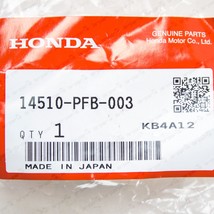 HONDA
GENUINE PARTS
Honda Motor Co., Ltd.
14510-PFB-003
QTY 1
KB4A12
MADE IN JAPAN